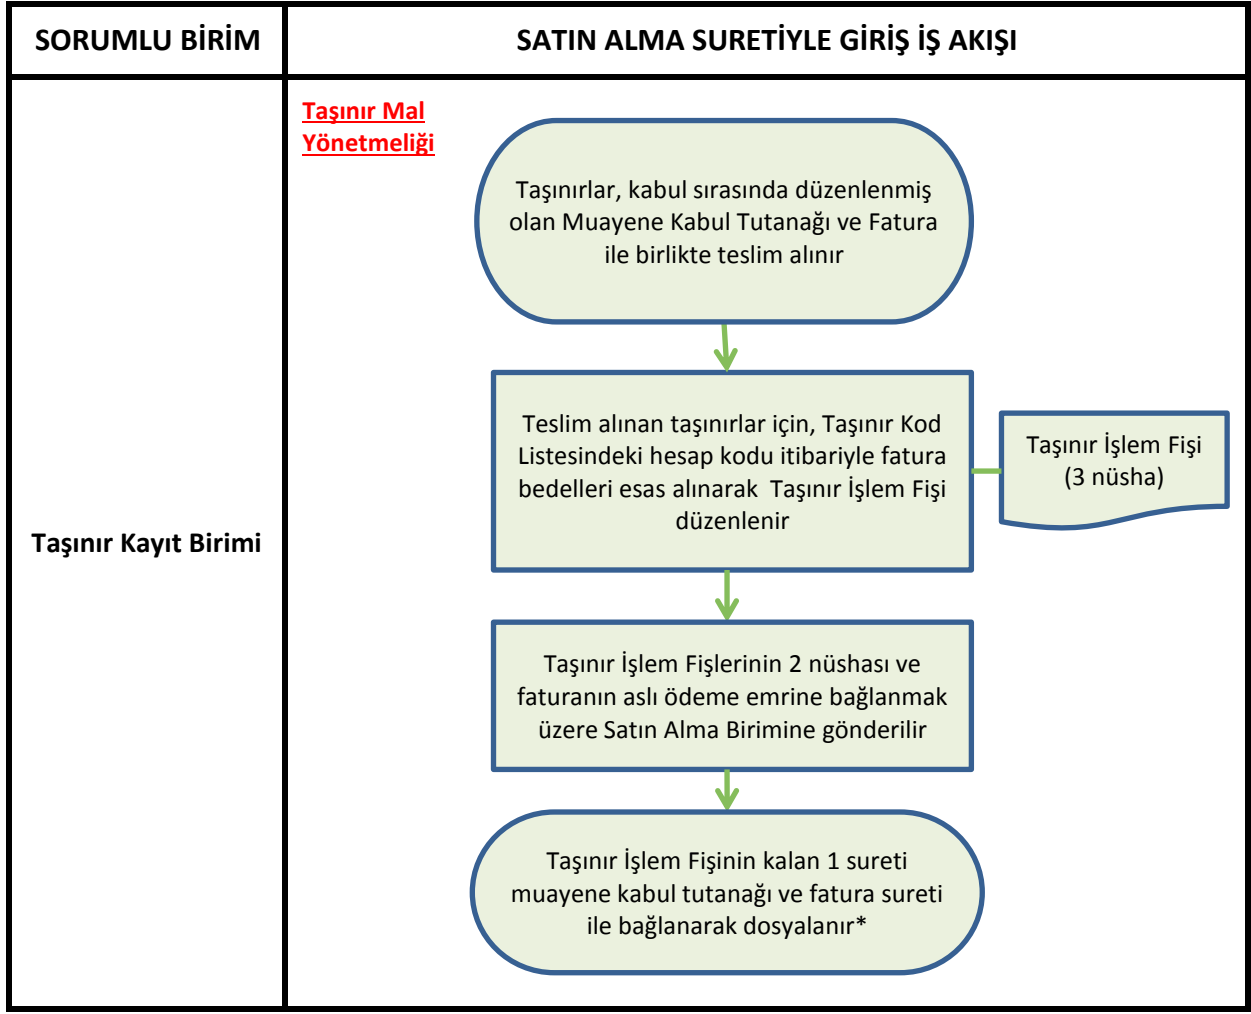 SORUMLU BİRİM
SATIN ALMA SURETİYLE GİRİŞ İŞ AKIŞI
Taşınır Kayıt Birimi
Taşınır Mal
Yönetmeliği
Taşınırlar, kabul sırasında düzenlenmiş
olan Muayene Kabul Tutanağı ve Fatura
ile birlikte teslim alınır
Teslim alınan taşınırlar için, Taşınır Kod
Listesindeki hesap kodu itibariyle fatura
bedelleri esas alınarak  Taşınır İşlem Fişi
düzenlenir
Taşınır İşlem Fişi
(3 nüsha)
Taşınır İşlem Fişlerinin 2 nüshası ve
faturanın aslı ödeme emrine bağlanmak
üzere Satın Alma Birimine gönderilir
Taşınır İşlem Fişinin kalan 1 sureti
muayene kabul tutanağı ve fatura sureti
ile bağlanarak dosyalanır*